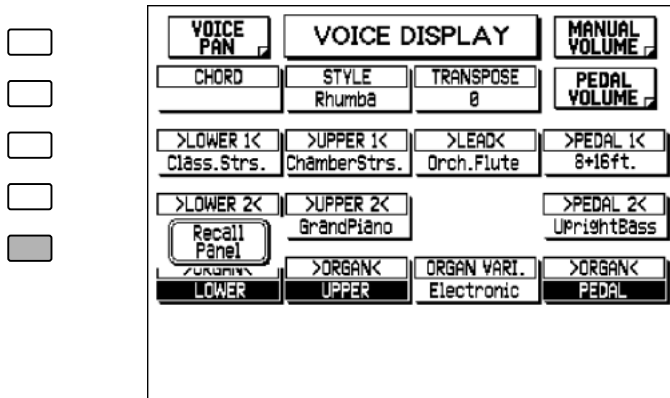 VOICE PAN
VOICE DISPLAY
MANUAL VOLUME
CHORD
STYLE
Rhumba
TRANSPOSE
0
PEDAL VOLUME
>LOWER 1<
Class.Strs.
>UPPER 1<
ChamberStrs.
>LEAD<
Orch.Flute
>PEDAL 1<
8+16ft.
>LOWER 2<
Recall
Panel
>UPPER 2<
GrandPiano
>PEDAL 2<
UprightBass
>ORGAN<
LOWER
>ORGAN<
UPPER
ORGAN VARI.
Electronic
>ORGAN<
PEDAL